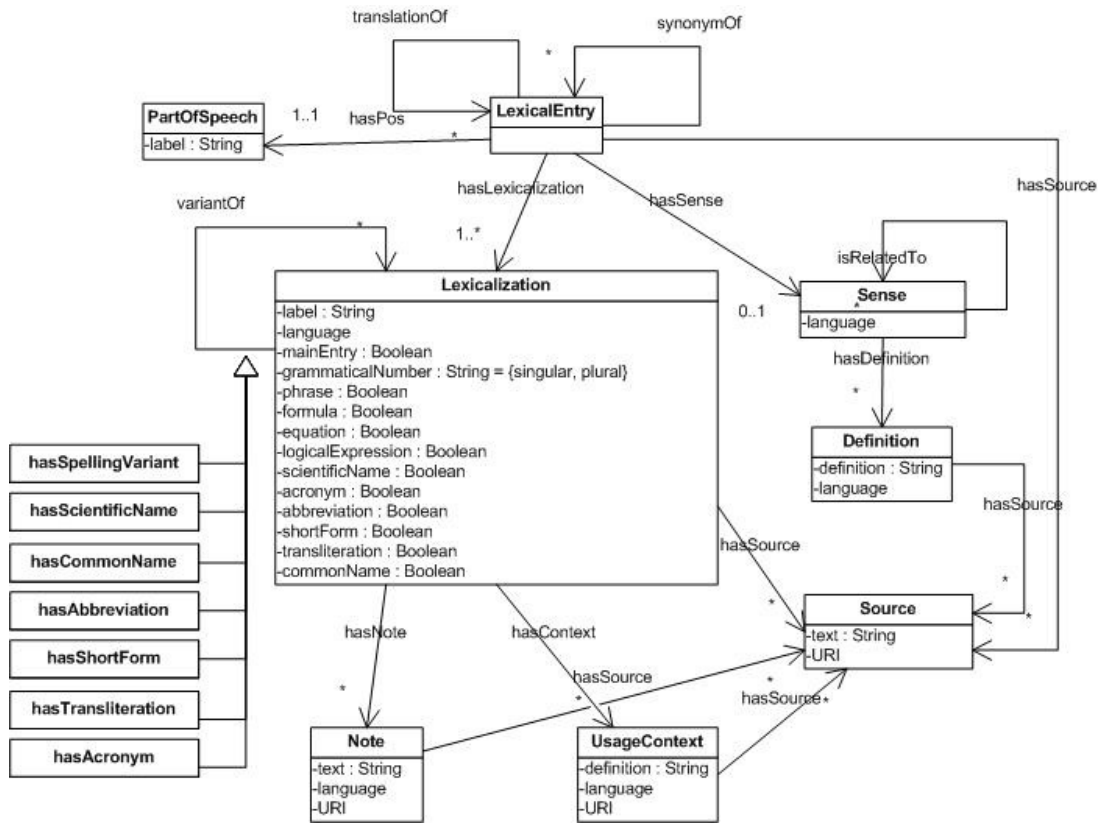 translationOf
synonymOf
*
LexicalEntry
PartOfSpeech
-label : String
1..1
hasPos
*
hasLexicalization
hasSense
hasSource
variantOf
*
1..*
isRelatedTo
Lexicalization
-label : String
-language
-mainEntry : Boolean
-grammaticalNumber : String = {singular, plural}
-phrase : Boolean
-formula : Boolean
-equation : Boolean
-logicalExpression : Boolean
-scientificName : Boolean
-acronym : Boolean
-abbreviation : Boolean
-shortForm : Boolean
-transliteration : Boolean
-commonName : Boolean
0..1
Sense
*
-language
hasDefinition
*
Definition
-definition : String
-language
hasSource
*
hasSpellingVariant
hasScientificName
hasCommonName
hasAbbreviation
hasShortForm
hasTransliteration
hasAcronym
hasSource
*
*
Source
-text : String
-URI
hasNote
*
hasContext
*
hasSource
*
hasSource
*
Note
-text : String
-language
-URI
UsageContext
-definition : String
-language
-URI